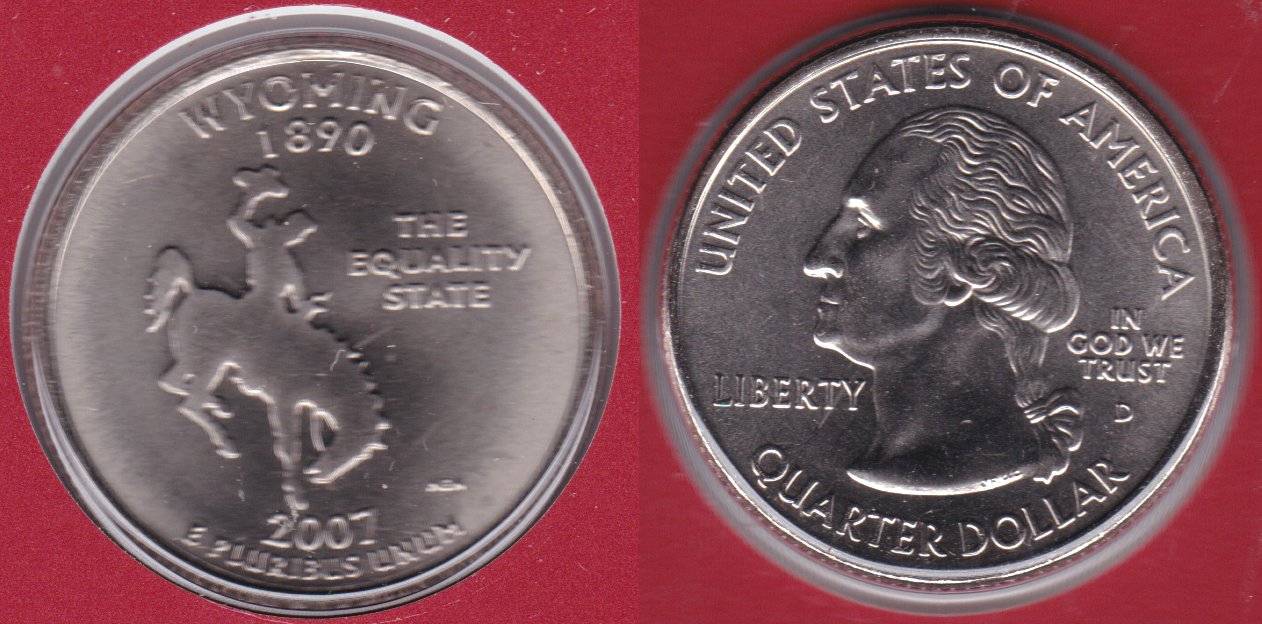 WYOMING
1890
THE
EQUALITY
STATE
2007
E PLURIBUS UNUM
UNITED STATES OF AMERICA
LIBERTY
IN
GOD WE
TRUST
D
QUARTER DOLLAR